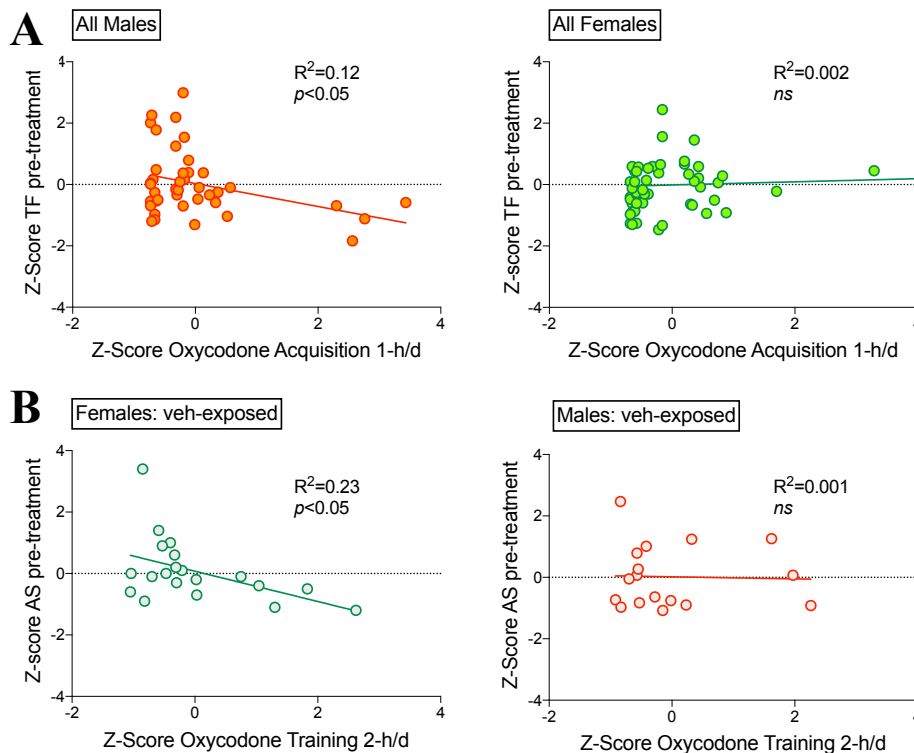 A
All Males
R2=0.12
p<0.05
Z-Score TF pre-treatment
4
2
0
-2
-4
-2
0
2
4
Z-Score Oxycodone Acquisition 1-h/d
All Females
R2=0.002
ns
Z-score TF pre-treatment
4
2
0
-2
-4
-2
0
2
4
Z-Score Oxycodone Acquisition 1-h/d
B
Females: veh-exposed
R2=0.23
p<0.05
Z-score AS pre-treatment
4
2
0
-2
-4
-2
0
2
4
Z-Score Oxycodone Training 2-h/d
Males: veh-exposed
R2=0.001
ns
Z-score AS pre-treatment
4
2
0
-2
-4
-2
0
2
4
Z-Score Oxycodone Training 2-h/d